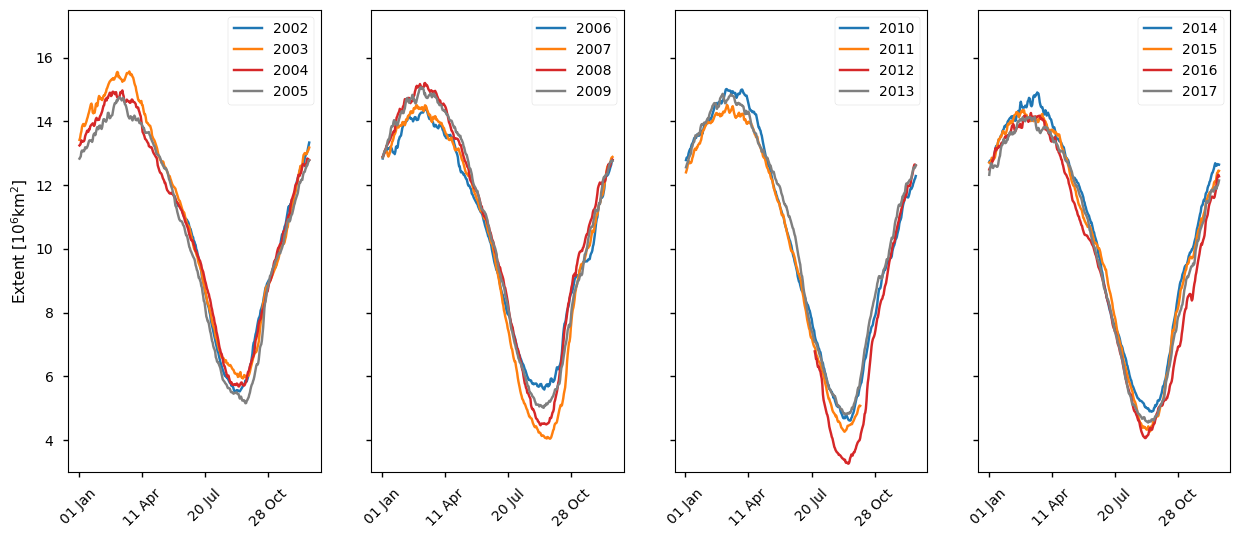 Extent [10⁶km²]
16
14
12
10
8
6
4
2002
2003
2004
2005
01 Jan
11 Apr
20 Jul
28 Oct
2006
2007
2008
2009
01 Jan
11 Apr
20 Jul
28 Oct
2010
2011
2012
2013
01 Jan
11 Apr
20 Jul
28 Oct
2014
2015
2016
2017
01 Jan
11 Apr
20 Jul
28 Oct